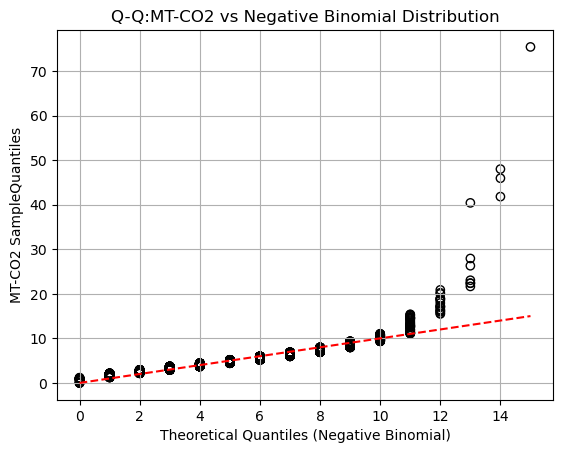 Q-Q:MT-CO2 vs Negative Binomial Distribution
70
60
50
40
30
20
10
0
MT-CO2 SampleQuantiles
0 2 4 6 8 10 12 14
Theoretical Quantiles (Negative Binomial)